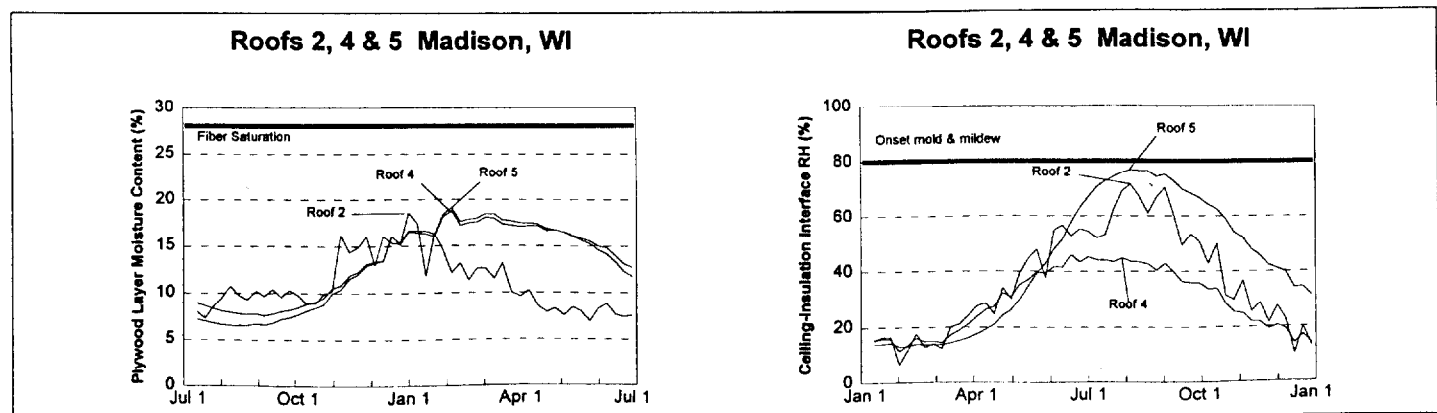 Roofs 2, 4 & 5 Madison, WI
Plywood Layer Moisture Content (%)
30
25
20
15
10
5
0
Fiber Saturation
Roof 4
Roof 5
Roof 2
Jul 1
Oct 1
Jan 1
Apr 1
Jul 1
Roofs 2, 4 & 5 Madison, WI
Ceiling-Insulation Interface RH (%)
100
80
60
40
20
0
Onset mold & mildew
Roof 5
Roof 2
Roof 4
Jan 1
Apr 1
Jul 1
Oct 1
Jan 1